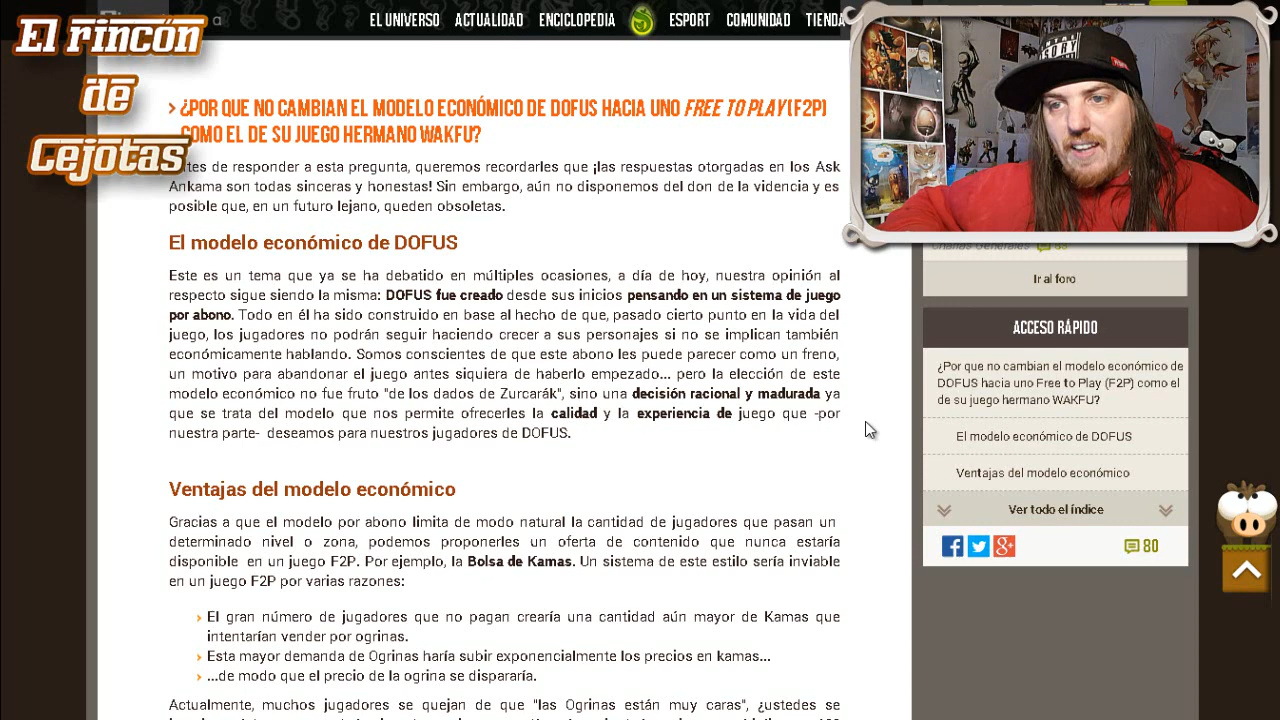 El rincón
de
Cejotas
EL UNIVERSO ACTUALIDAD ENCICLOPEDIA ESPORT COMUNIDAD TIENDA
¿POR QUE NO CAMBIAN EL MODELO ECONÓMICO DE DOFUS HACIA UNO FREE TO PLAY (F2P)
COMO EL DE SU JUEGO HERMANO WAKFU?
tes de responder a esta pregunta, queremos recordarles que ¡las respuestas otorgadas en los Ask
Ankama son todas sinceras y honestas! Sin embargo, aún no disponemos del don de la videncia y es
posible que, en un futuro lejano, queden obsoletas.
El modelo económico de DOFUS
Este es un tema que ya se ha debatido en múltiples ocasiones, a día de hoy, nuestra opinión al
respecto sigue siendo la misma: DOFUS fue creado desde sus inicios pensando en un sistema de juego
por abono. Todo en él ha sido construido en base al hecho de que, pasado cierto punto en la vida del
juego, los jugadores no podrán seguir haciendo crecer a sus personajes si no se implican también
económicamente hablando. Somos conscientes de que este abono les puede parecer como un freno,
un motivo para abandonar el juego antes siquiera de haberlo empezado... pero la elección de este
modelo económico no fue fruto "de los dados de Zurcarák", sino una decisión racional y madurada ya
que se trata del modelo que nos permite ofrecerles la calidad y la experiencia de juego que -por
nuestra parte- deseamos para nuestros jugadores de DOFUS.
Ventajas del modelo económico
Gracias a que el modelo por abono limita de modo natural la cantidad de jugadores que pasan un
determinado nivel o zona, podemos proponerles un oferta de contenido que nunca estaría
disponible en un juego F2P. Por ejemplo, la Bolsa de Kamas. Un sistema de este estilo sería inviable
en un juego F2P por varias razones:
El gran número de jugadores que no pagan crearía una cantidad aún mayor de Kamas que
intentarían vender por ogrinas.
Esta mayor demanda de Ogrinas haría subir exponencialmente los precios en kamas...
...de modo que el precio de la ogrina se dispararía.
Actualmente, muchos jugadores se quejan de que "las Ogrinas están muy caras", ¿ustedes se
Charlas Generales 83
Ir al foro
ACCESO RÁPIDO
¿Por que no cambian el modelo económico de
DOFUS hacia uno Free to Play (F2P) como el
de su juego hermano WAKFU?
El modelo económico de DOFUS
Ventajas del modelo económico
Ver todo el índice
80